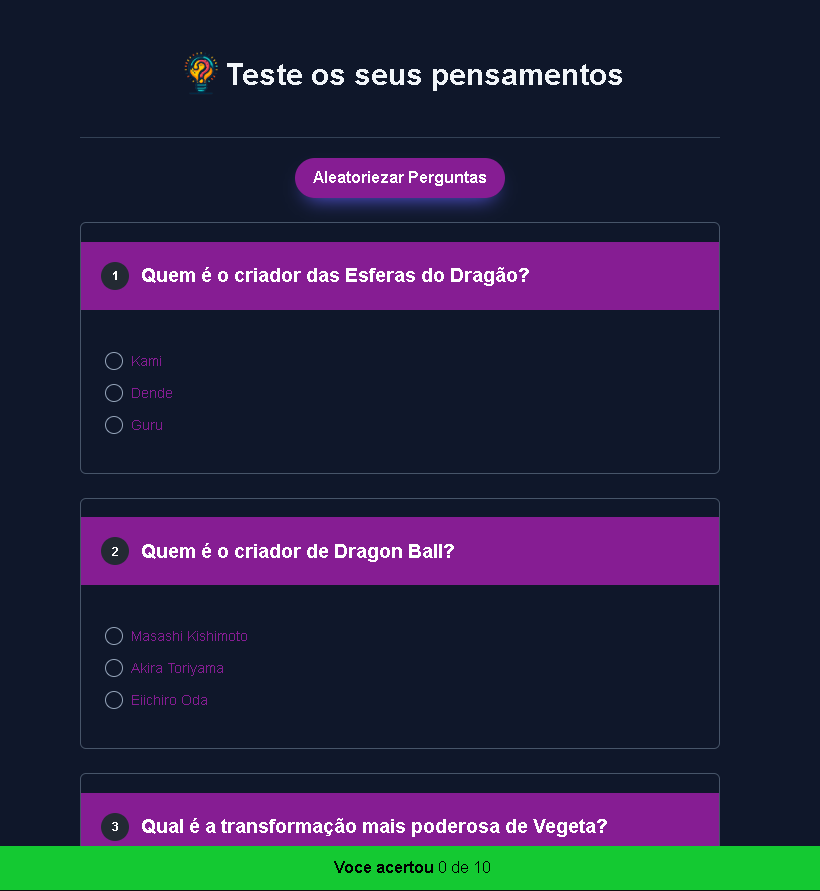 Teste os seus pensamentos
Aleatoriezar Perguntas
1 Quem é o criador das Esferas do Dragão?
Kami
Dende
Guru
2 Quem é o criador de Dragon Ball?
Masashi Kishimoto
Akira Toriyama
Eiichiro Oda
3 Qual é a transformação mais poderosa de Vegeta?
Voce acertou 0 de 10